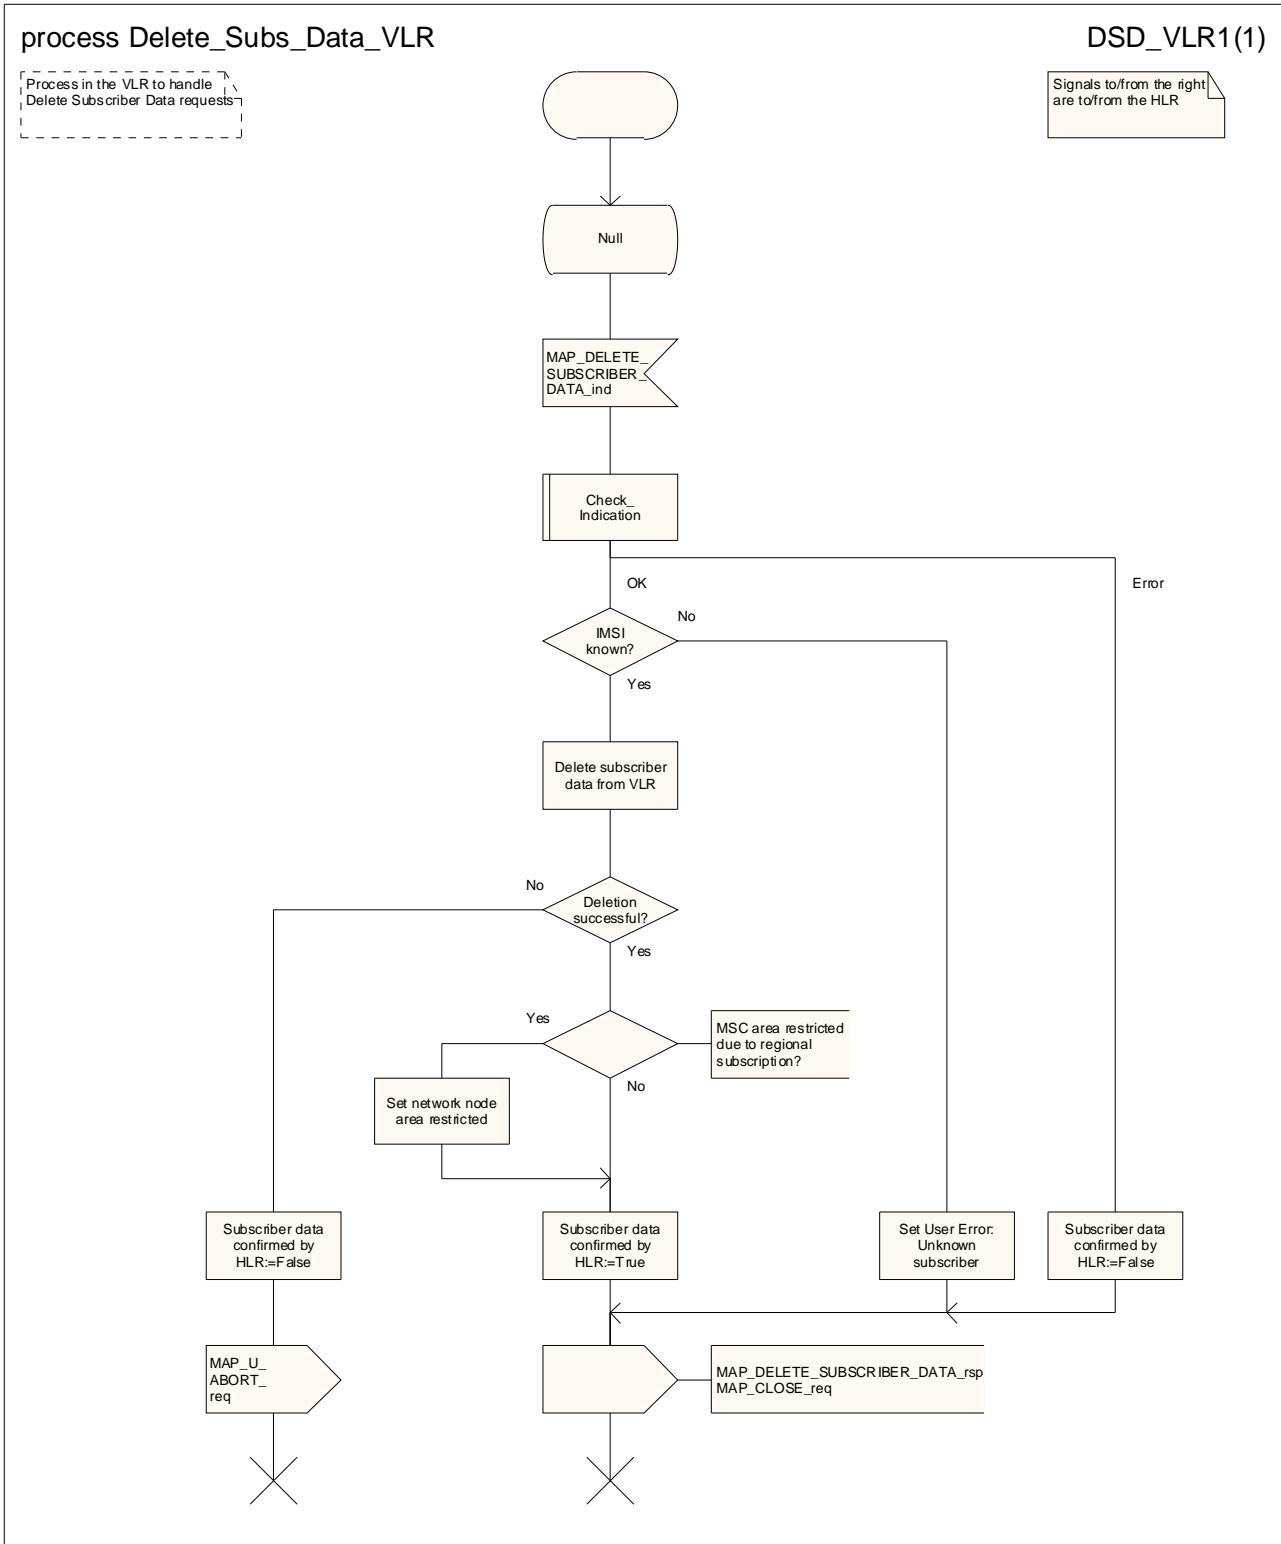 process Delete_Subs_Data_VLR
DSD_VLR1(1)
Process in the VLR to handle
Delete Subscriber Data requests
Signals to/from the right
are to/from the HLR
Null
MAP_DELETE_
SUBSCRIBER_
DATA_ind
Check_
Indication
OK
Error
IMSI
known?
No
Yes
Delete subscriber
data from VLR
No
Deletion
successful?
Yes
Yes
MSC area restricted
due to regional
subscription?
No
Set network node
area restricted
Subscriber data
confirmed by
HLR:=False
Subscriber data
confirmed by
HLR:=True
Set User Error:
Unknown
subscriber
Subscriber data
confirmed by
HLR:=False
MAP_U_
ABORT_
req
MAP_DELETE_SUBSCRIBER_DATA_rsp
MAP_CLOSE_req